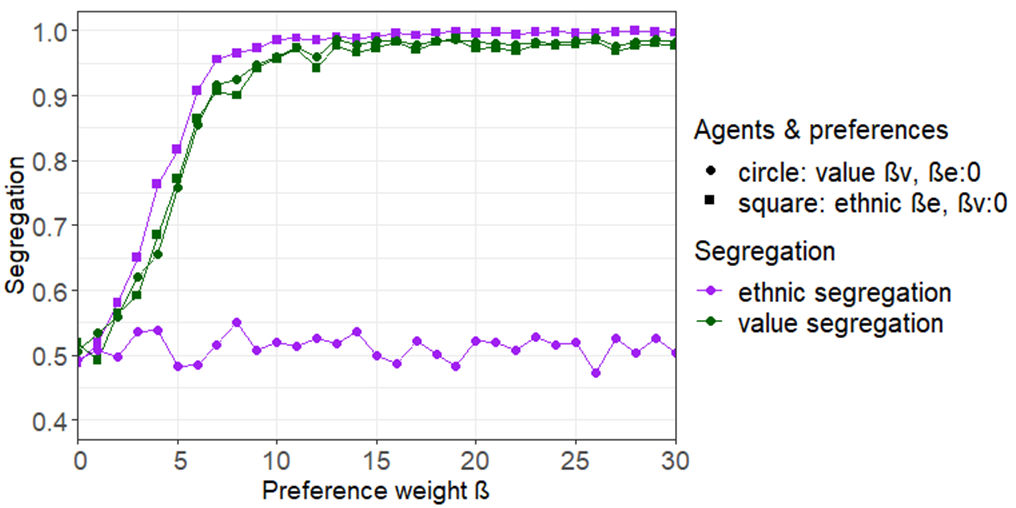 1.0
0.9
0.8
0.7
0.6
0.5
0.4
Segregation
0 5 10 15 20 25 30
Preference weight ß
Agents & preferences
circle: value ßv, ße:0
square: ethnic ße, ßv:0
Segregation
ethnic segregation
value segregation